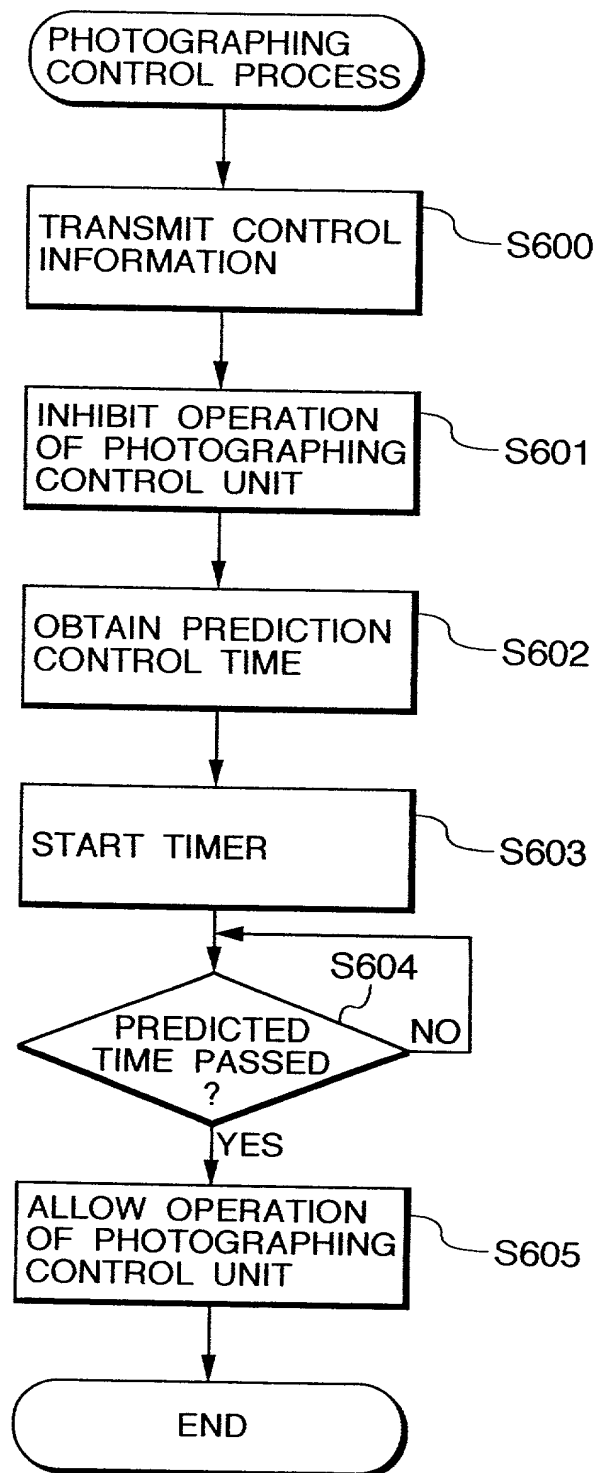 PHOTOGRAPHING
CONTROL PROCESS
TRANSMIT CONTROL
INFORMATION
S600
INHIBIT OPERATION
OF PHOTOGRAPHING
CONTROL UNIT
S601
OBTAIN PREDICTION
CONTROL TIME
S602
START TIMER
S603
S604
PREDICTED
TIME PASSED
?
NO
YES
ALLOW OPERATION
OF PHOTOGRAPHING
CONTROL UNIT
S605
END